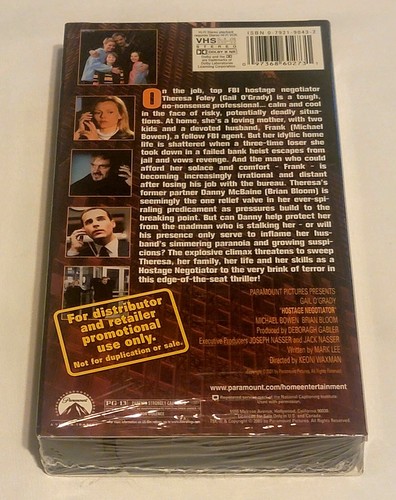 VHS
STEREO
ISBN 0-7921-9043-2
On the job, top FBI hostage negotiator
Theresa Foley (Gail O'Grady) is a tough,
no-nonsense professional... calm and cool
in the face of risky, potentially deadly situa-
tions. At home, she's a loving mother, with two
kids and a devoted husband, Frank (Michael
Bowen), a fellow FBI agent. But her idyllic home
life is shattered when a three-time loser she
took down in a failed bank heist escapes from
jail and vows revenge. And the man who could
afford her solace and comfort - Frank - is
becoming increasingly irrational and distant
after losing his job with the bureau. Theresa's
former partner Danny McBaine (Brian Bloom) is
seemingly the one relief valve in her ever-spi-
raling predicament as pressures build to the
breaking point. But can Danny help protect her
from the madman who is stalking her - or will
his presence only serve to inflame her hus-
band's simmering paranoia and growing suspi-
cions? The explosive climate threatens to sweep
Theresa, her family, her life and her skills as a
Hostage Negotiator to the very brink of terror in
this edge-of-the-seat thriller!
PARAMOUNT PICTURES PRESENTS
GAIL O'GRADY
"HOSTAGE NEGOTIATOR"
MICHAEL BOWEN BRIAN BLOOM
Produced by DEBORAGH GABLER
Executive Producers JOSEPH NASSER and JACK NASSER
Written by MARK LEE
Directed by KEONI WAXMAN
For distributor
and retailer
promotional
use only.
Not for duplication or sale.
www.paramount.com/homeentertainment
Paramount
PG-13